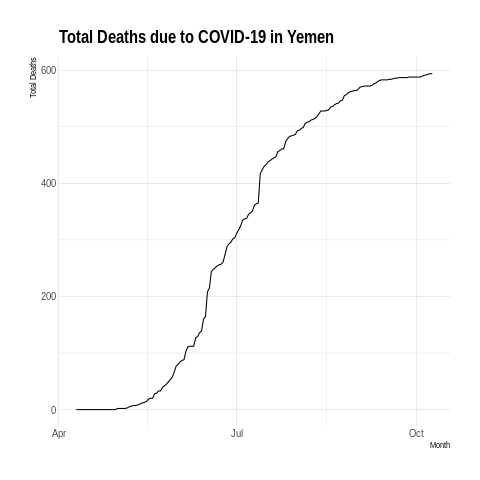 Total Deaths due to COVID-19 in Yemen
Total Deaths
600
400
200
0
Apr
Jul
Oct
Month